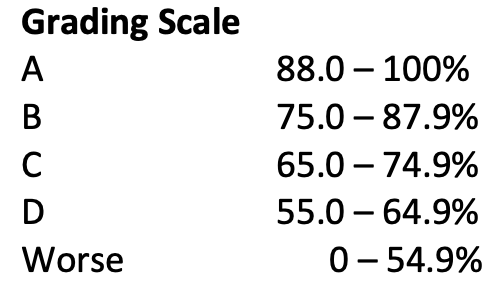 Grading Scale
A 88.0 – 100%
B 75.0 – 87.9%
C 65.0 – 74.9%
D 55.0 – 64.9%
Worse 0 – 54.9%